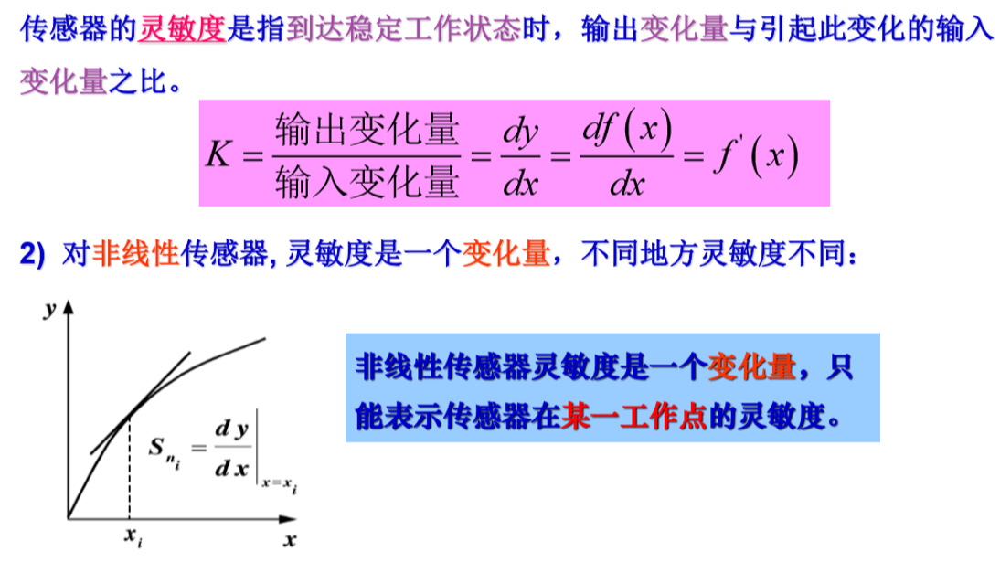 传感器的灵敏度是指到达稳定工作状态时，输出变化量与引起此变化的输入
变化量之比。
K = 输出变化量/输入变化量 = dy/dx = df(x)/dx = f'(x)
2) 对非线性传感器, 灵敏度是一个变化量，不同地方灵敏度不同：
y
非线性传感器灵敏度是一个变化量，只
能表示传感器在某一工作点的灵敏度。
S_{n_i} = dy/dx |_{x=x_i}
x_i
x